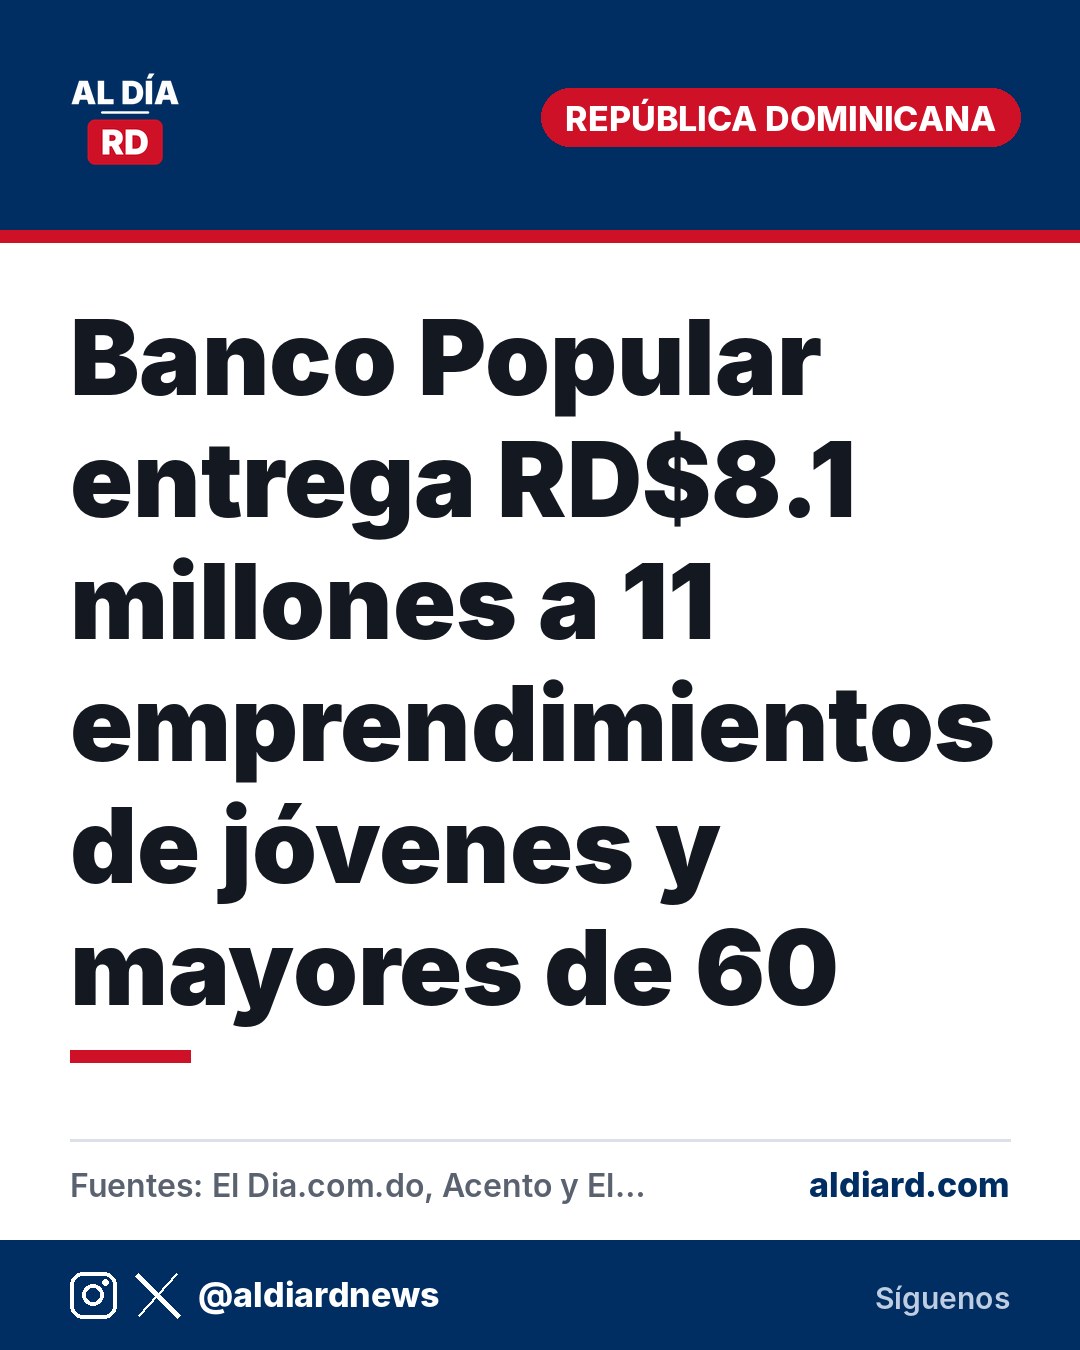 AL DÍA
RD
REPÚBLICA DOMINICANA
Banco Popular
entrega RD$8.1
millones a 11
emprendimientos
de jóvenes y
mayores de 60
Fuentes: El Dia.com.do, Acento y El...
aldiard.com
@aldiardnews
Síguenos